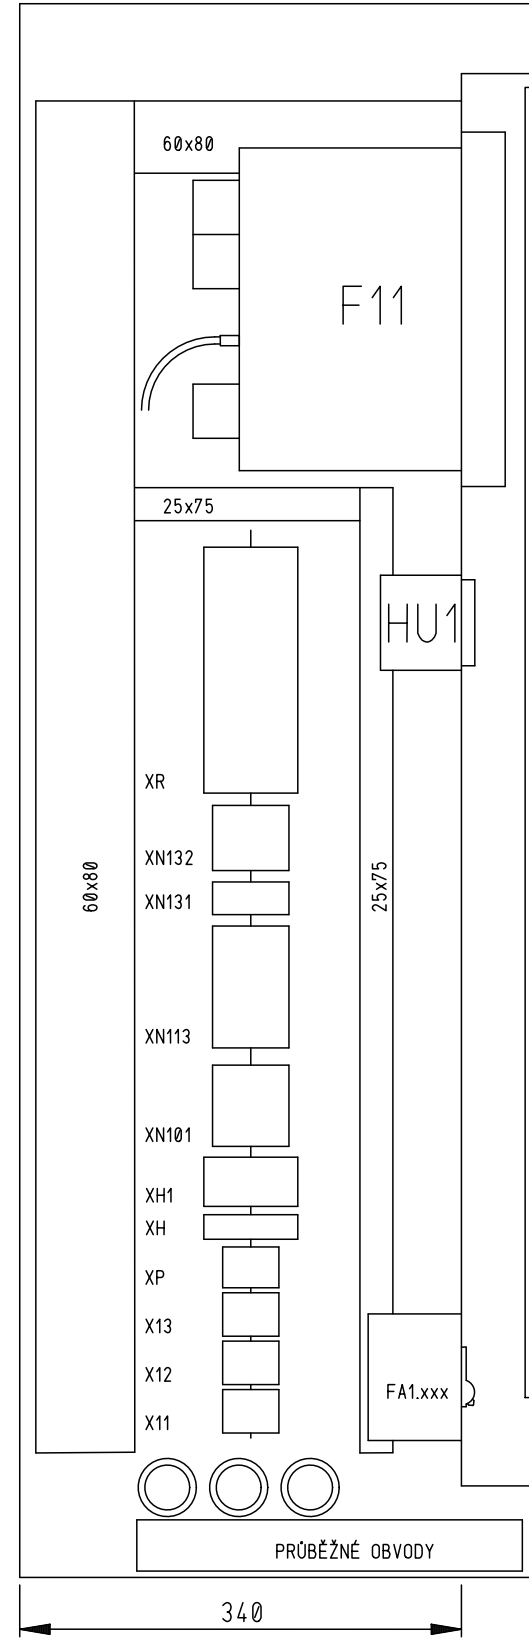 60x80
F11
25x75
HU1
XR
XN132
60x80
25x75
XN131
XN113
XN101
XH1
XH
XP
X13
X12
FA1.xxx
X11
PRŮBĚŽNÉ OBVODY
340